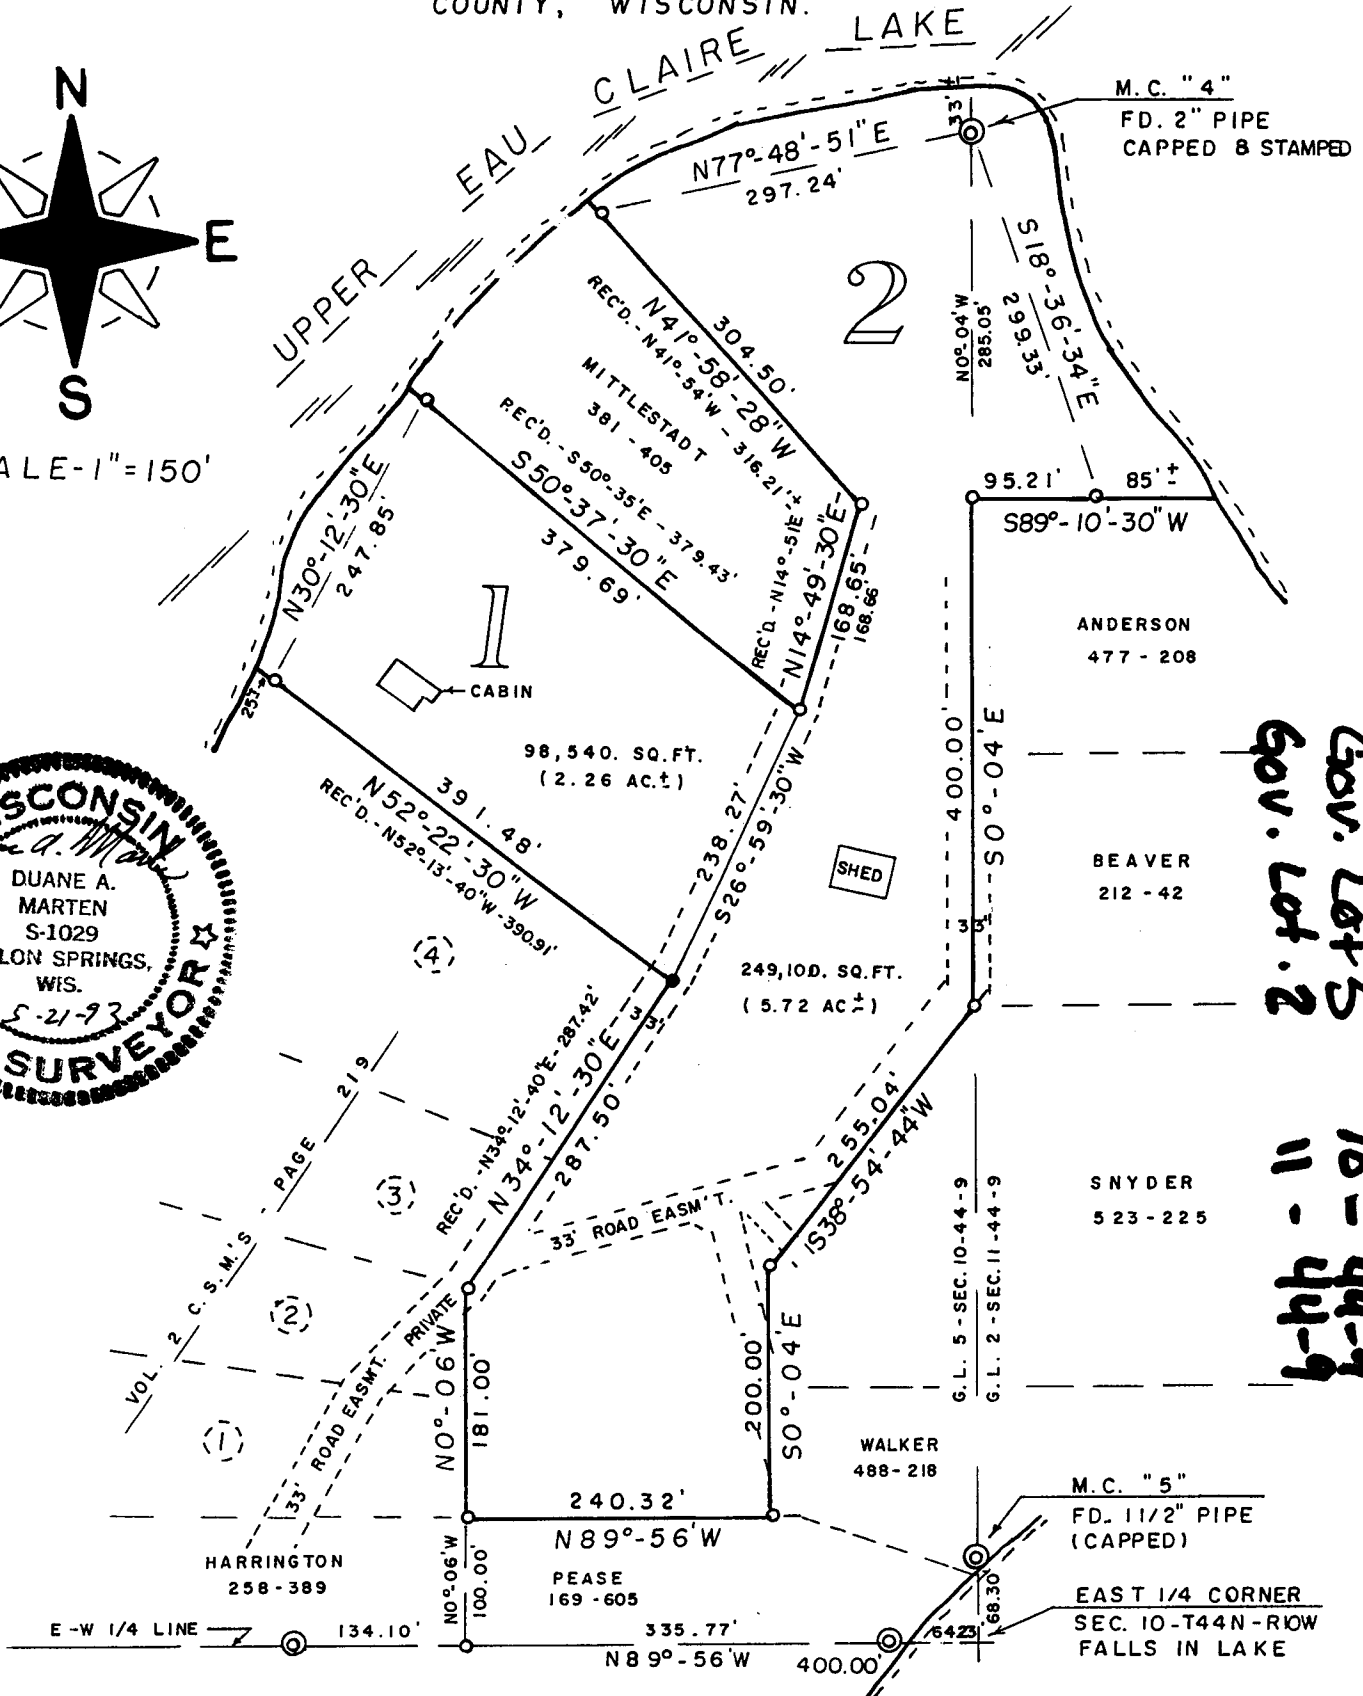 COUNTY, WISCONSIN.
UPPER EAU CLAIRE LAKE
N
E
S
ALE-1"=150'
33'±
M.C. "4"
FD. 2" PIPE
CAPPED & STAMPED
N77°-48'-51"E
297.24'
2
S18°-36'-34"E
299.33'
N0°-04'W
285.05'
304.50'
N41°-58'-28"W
REC'D.-N41°-54'W - 316.21'±
MITTLESTADT
381 - 405
REC'D.-S50°-35'E - 379.43'
S50°-37'-30"E
379.69'
N30°-12'-30"E
247.85'
REC'D.-N14°-51'E
N14°-49'-30"E
168.65'
168.66'
95.21'
85'±
S89°-10'-30"W
1
CABIN
25'±
98,540. SQ.FT.
(2.26 AC.±)
391.48'
N52°-22'-30"W
REC'D.-N52°-13'-40"W-390.91'
238.27'
S26°-59'-30"W
ANDERSON
477 - 208
400.00'
S0°-04'E
BEAVER
212 - 42
SHED
33'
249,100. SQ.FT.
(5.72 AC±)
Gov. Lot 5 10-44-9
Gov. Lot. 2 11-44-9
WISCONSIN
DUANE A.
MARTEN
S-1029
LON SPRINGS,
WIS.
5-21-93
SURVEYOR
4
3
2
1
VOL. 2 C.S.M.'S PAGE 219
33'
REC'D.-N34°-12'-40"E-287.42'
N34°-12'-30"E
287.50'
255.04'
S38°-54'-44"W
33' ROAD EASM'T.
33' ROAD EASMT. PRIVATE
SNYDER
523-225
G.L. 5-SEC.10-44-9
G.L. 2-SEC.11-44-9
N0°-06'W
181.00'
200.00'
S0°-04'E
WALKER
488-218
240.32'
N89°-56'W
M.C. "5"
FD. 1 1/2" PIPE
(CAPPED)
HARRINGTON
258-389
N0°-06'W
100.00'
PEASE
169-605
68.30
EAST 1/4 CORNER
SEC. 10-T44N-R10W
FALLS IN LAKE
E-W 1/4 LINE
134.10'
335.77'
N89°-56'W
400.00'
64.23'